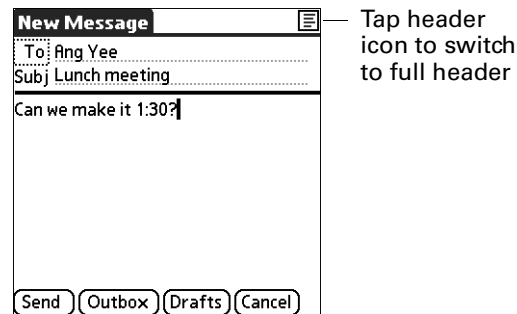 New Message
To Ang Yee
Subj Lunch meeting
Can we make it 1:30?
Send Outbox Drafts Cancel
Tap header
icon to switch
to full header